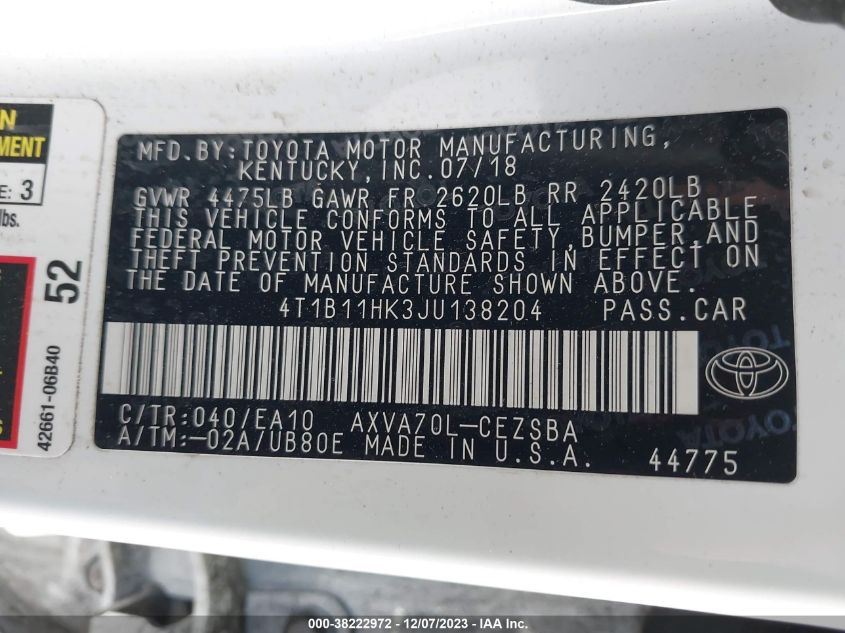 N
MENT
E: 3
lbs.
52
42661-06B40
S
MFD.BY:TOYOTA MOTOR MANUFACTURING,
KENTUCKY,INC.07/18
GVWR 4475LB GAWR FR 2620LB RR 2420LB
THIS VEHICLE CONFORMS TO ALL APPLICABLE
FEDERAL MOTOR VEHICLE SAFETY,BUMPER,AND
THEFT PREVENTION STANDARDS IN EFFECT ON
THE DATE OF MANUFACTURE SHOWN ABOVE.
4T1B11HK3JU138204 PASS.CAR
C/TR:040/EA10 AXVA70L-CEZSBA
A/TM:-02A/UB80E MADE IN U.S.A. 44775
000-38222972 - 12/07/2023 - IAA Inc.